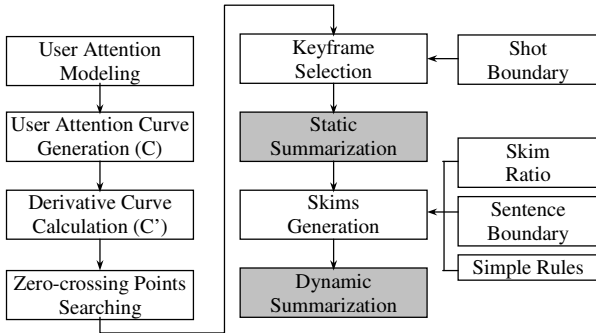 User Attention
Modeling
User Attention Curve
Generation (C)
Derivative Curve
Calculation (C’)
Zero-crossing Points
Searching
Keyframe
Selection
Static
Summarization
Skims
Generation
Dynamic
Summarization
Shot
Boundary
Skim
Ratio
Sentence
Boundary
Simple Rules